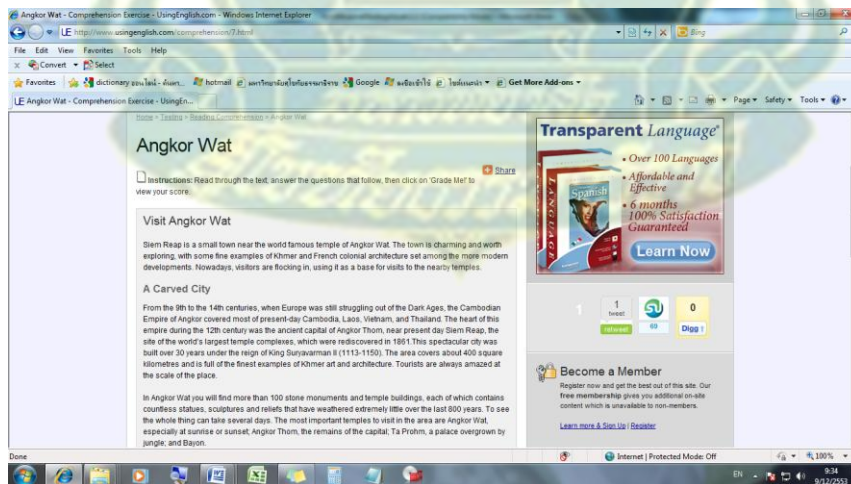 Angkor Wat - Comprehension Exercise - UsingEnglish.com - Windows Internet Explorer
http://www.usingenglish.com/comprehension/7.html
Bing
File Edit View Favorites Tools Help
x Convert Select
Favorites dictionary hotmail Google Get More Add-ons
Angkor Wat - Comprehension Exercise - UsingEn...
Page Safety Tools
Home > Testing > Reading Comprehension > Angkor Wat
Angkor Wat
Share
Instructions: Read through the text, answer the questions that follow, then click on 'Grade Me!' to
view your score.
Visit Angkor Wat
Siem Reap is a small town near the world famous temple of Angkor Wat. The town is charming and worth
exploring, with some fine examples of Khmer and French colonial architecture set among the more modern
developments. Nowadays, visitors are flocking in, using it as a base for visits to the nearby temples.
A Carved City
From the 9th to the 14th centuries, when Europe was still struggling out of the Dark Ages, the Cambodian
Empire of Angkor covered most of present-day Cambodia, Laos, Vietnam, and Thailand. The heart of this
empire during the 12th century was the ancient capital of Angkor Thom, near present day Siem Reap, the
site of the world's largest temple complexes, which were rediscovered in 1861.This spectacular city was
built over 30 years under the reign of King Suryavarman II (1113-1150). The area covers about 400 square
kilometres and is full of the finest examples of Khmer art and architecture. Tourists are always amazed at
the scale of the place.
In Angkor Wat you will find more than 100 stone monuments and temple buildings, each of which contains
countless statues, sculptures and reliefs that have weathered extremely little over the last 800 years. To see
the whole thing can take several days. The most important temples to visit in the area are Angkor Wat,
especially at sunrise or sunset; Angkor Thom, the remains of the capital; Ta Prohm, a palace overgrown by
jungle; and Bayon.
Transparent Language®
• Over 100 Languages
• Affordable and
Effective
• 6 months
100% Satisfaction
Guaranteed
Learn Now
LANGUAGE
Spanish
1
1
tweet
retweet
69
0
Digg
Become a Member
Register now and get the best out of this site. Our
free membership gives you additional on-site
content which is unavailable to non-members.
Learn more & Sign Up | Register
Done
Internet | Protected Mode: Off
100%
EN
9:34
9/12/2553